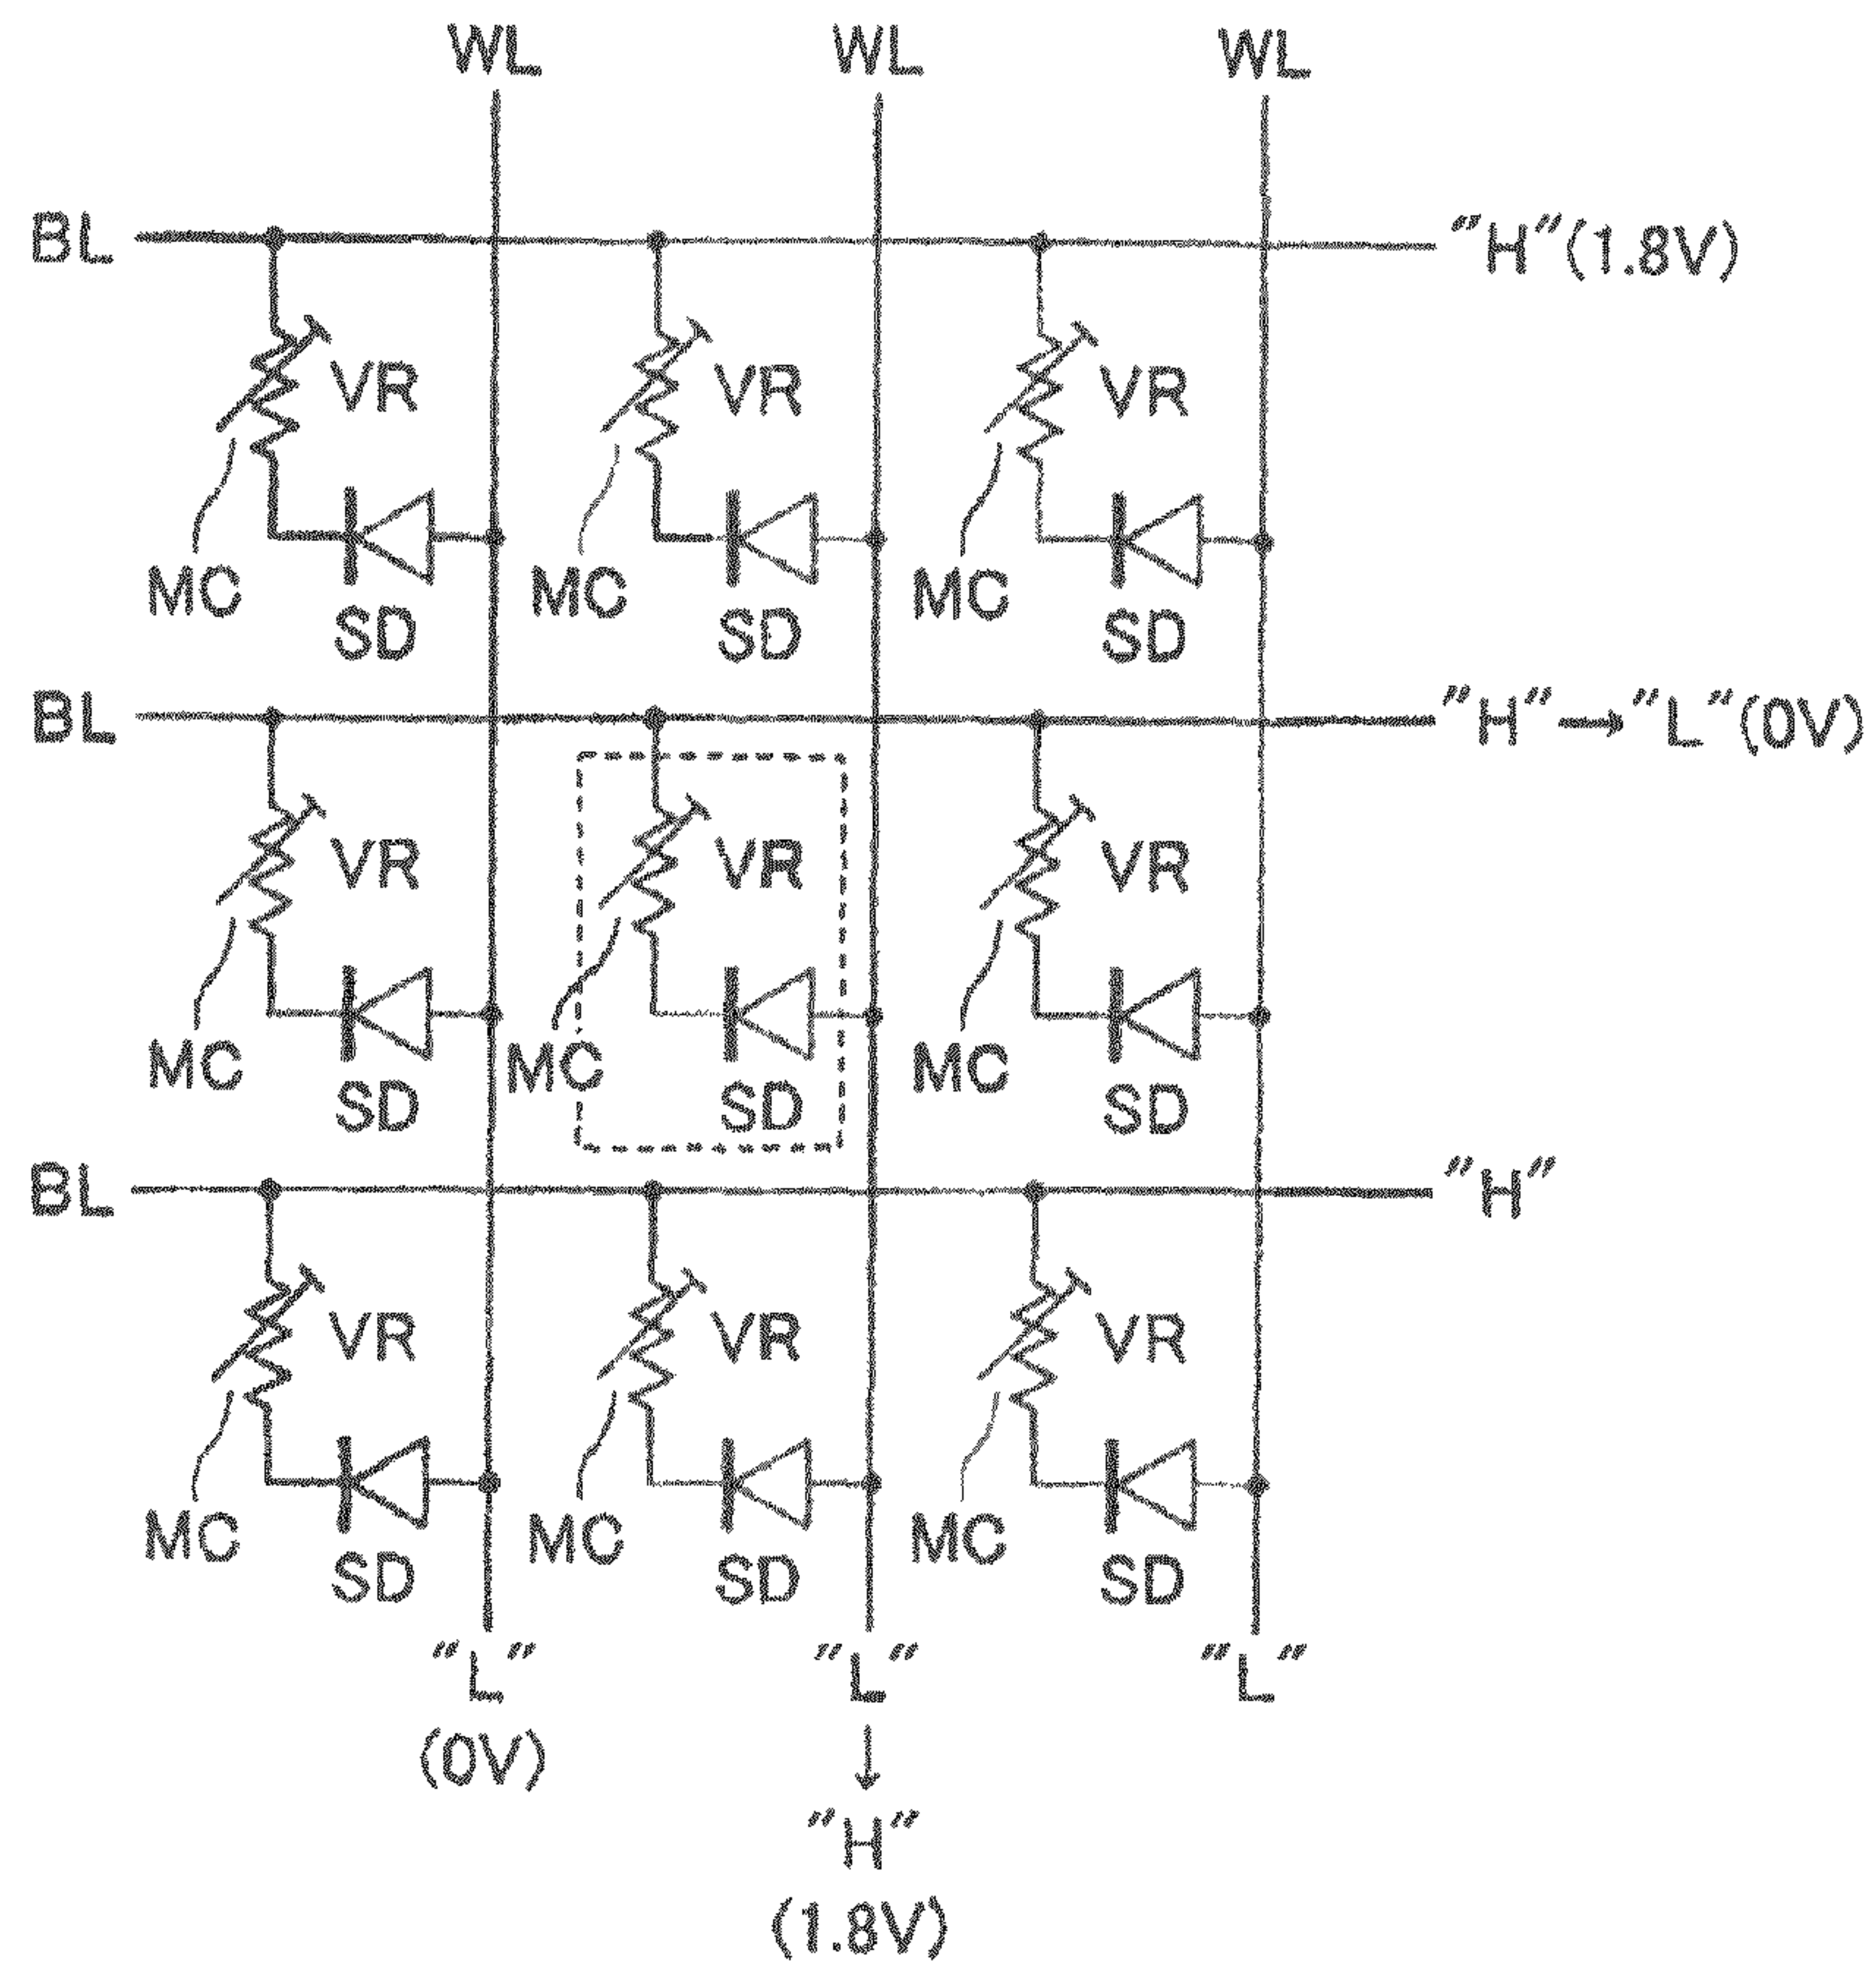 WL WL WL
BL "H"(1.8V)
VR VR VR
MC MC MC
SD SD SD
BL "H"→"L"(0V)
VR VR VR
MC MC MC
SD SD SD
BL "H"
VR VR VR
MC MC MC
SD SD SD
"L" "L" "L"
(0V) ↓
"H"
(1.8V)